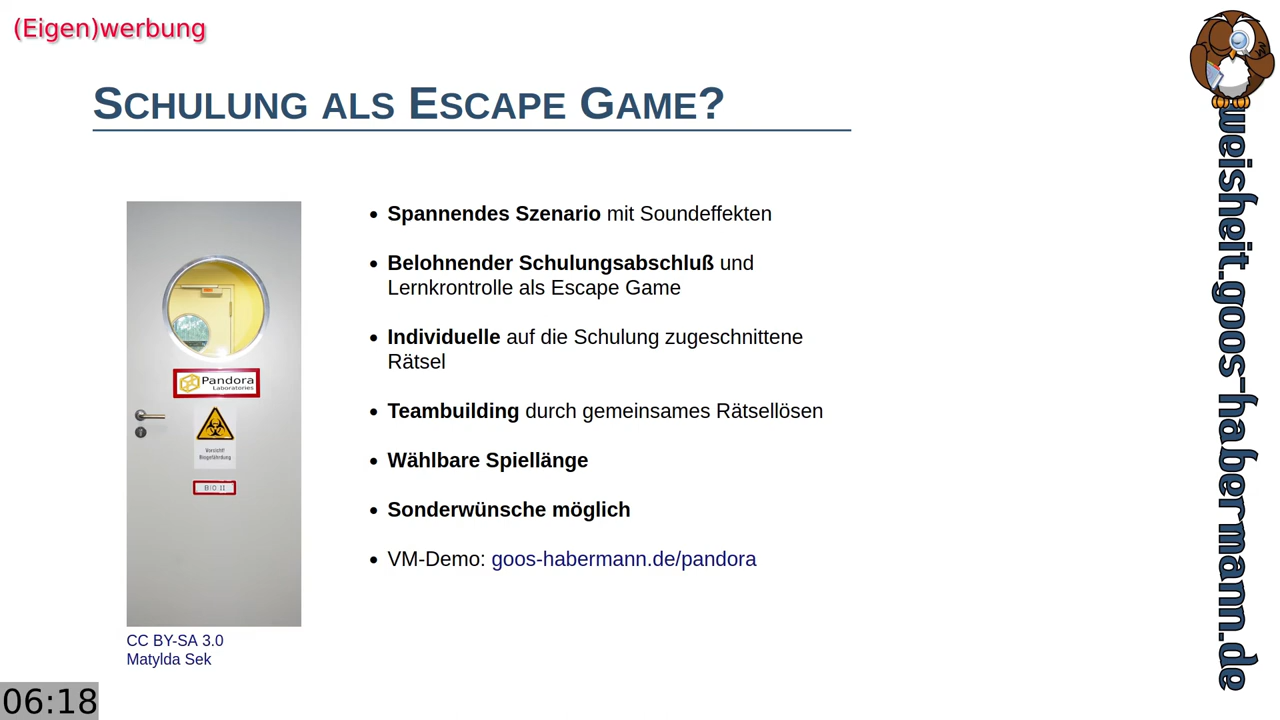 (Eigen)werbung
SCHULUNG ALS ESCAPE GAME?
Spannendes Szenario mit Soundeffekten
Belohnender Schulungsabschluß und
Lernkrontrolle als Escape Game
Individuelle auf die Schulung zugeschnittene
Rätsel
Teambuilding durch gemeinsames Rätsellösen
Wählbare Spiellänge
Sonderwünsche möglich
VM-Demo: goos-habermann.de/pandora
Pandora
Laboratories
Vorsicht!
Biogefährdung
BIO II
CC BY-SA 3.0
Matylda Sek
06:18
weisheit.goos-habermann.de